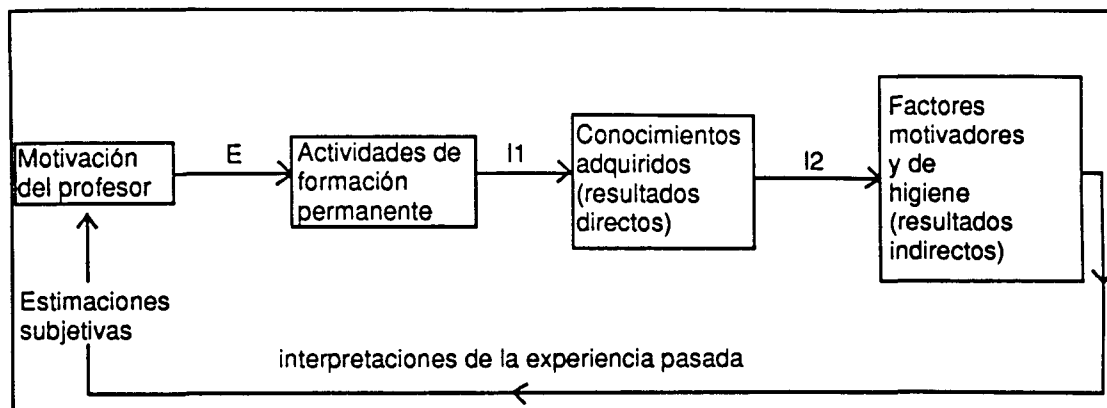 Motivación
del profesor
E
Actividades de
formación
permanente
I1
Conocimientos
adquiridos
(resultados
directos)
I2
Factores
motivadores
y de
higiene
(resultados
indirectos)
Estimaciones
subjetivas
interpretaciones de la experiencia pasada